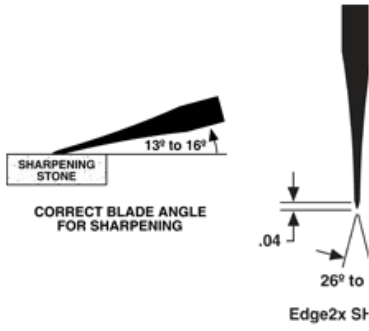 13º to 16º
SHARPENING
STONE
CORRECT BLADE ANGLE
FOR SHARPENING
.04
26º to
Edge2x